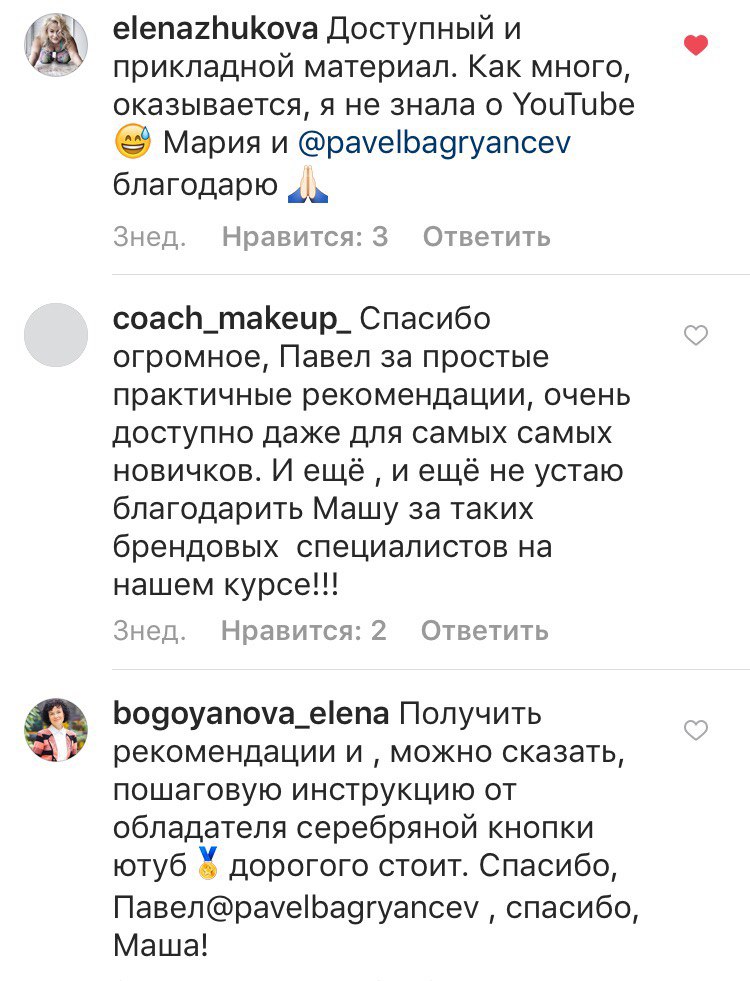 elenazhukova Доступный и
прикладной материал. Как много,
оказывается, я не знала о YouTube
😅 Мария и @pavelbagryancev
благодарю 🙏🏻
3нед. Нравится: 3 Ответить
coach_makeup_ Спасибо
огромное, Павел за простые
практичные рекомендации, очень
доступно даже для самых самых
новичков. И ещё , и ещё не устаю
благодарить Машу за таких
брендовых  специалистов на
нашем курсе!!!
3нед. Нравится: 2 Ответить
bogoyanova_elena Получить
рекомендации и , можно сказать,
пошаговую инструкцию от
обладателя серебряной кнопки
ютуб🏅дорогого стоит. Спасибо,
Павел@pavelbagryancev , спасибо,
Маша!